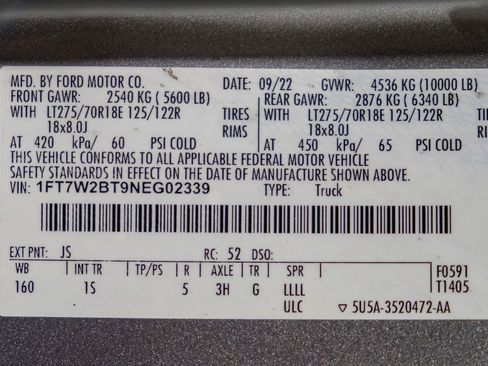 MFD. BY FORD MOTOR CO. DATE: 09/22 GVWR: 4536 KG (10000 LB)
FRONT GAWR: 2540 KG ( 5600 LB) REAR GAWR: 2876 KG ( 6340 LB)
WITH LT275/70R18E 125/122R TIRES WITH LT275/70R18E 125/122R
18x8.0J RIMS 18x8.0J
AT 420 kPa/ 60 PSI COLD AT 450 kPa/ 65 PSI COLD
THIS VEHICLE CONFORMS TO ALL APPLICABLE FEDERAL MOTOR VEHICLE
SAFETY STANDARDS IN EFFECT ON THE DATE OF MANUFACTURE SHOWN ABOVE.
VIN: 1FT7W2BT9NEG02339 TYPE: Truck
EXT PNT: JS RC: 52 DSO:
WB INT TR TP/PS R AXLE TR SPR F0591
160 1S 5 3H G LLLL T1405
ULC ▽ 5U5A-3520472-AA